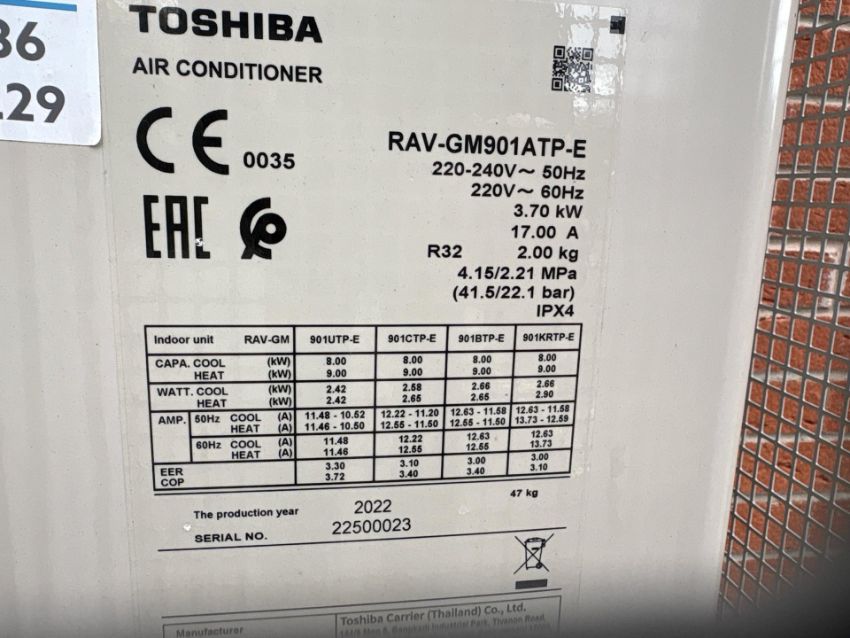 36
.29
TOSHIBA
AIR CONDITIONER
CE 0035
EAC
RAV-GM901ATP-E
220-240V~ 50Hz
220V~ 60Hz
3.70 kW
17.00 A
R32 2.00 kg
4.15/2.21 MPa
(41.5/22.1 bar)
IPX4
Indoor unit RAV-GM 901UTP-E 901CTP-E 901BTP-E 901KRTP-E
CAPA. COOL (kW) 8.00 8.00 8.00 8.00
HEAT (kW) 9.00 9.00 9.00 9.00
WATT. COOL (kW) 2.42 2.58 2.66 2.66
HEAT (kW) 2.42 2.65 2.65 2.90
AMP. 50Hz COOL (A) 11.48 - 10.52 12.22 - 11.20 12.63 - 11.58 12.63 - 11.58
HEAT (A) 11.46 - 10.50 12.55 - 11.50 12.55 - 11.50 13.73 - 12.59
60Hz COOL (A) 11.48 12.22 12.63 12.63
HEAT (A) 11.46 12.55 12.55 13.73
EER 3.30 3.10 3.00 3.00
COP 3.72 3.40 3.40 3.10
47 kg
The production year 2022
SERIAL NO. 22500023
Manufactured Toshiba Carrier (Thailand) Co., Ltd.
Bangkadi Industrial Park, Tivanon Road,